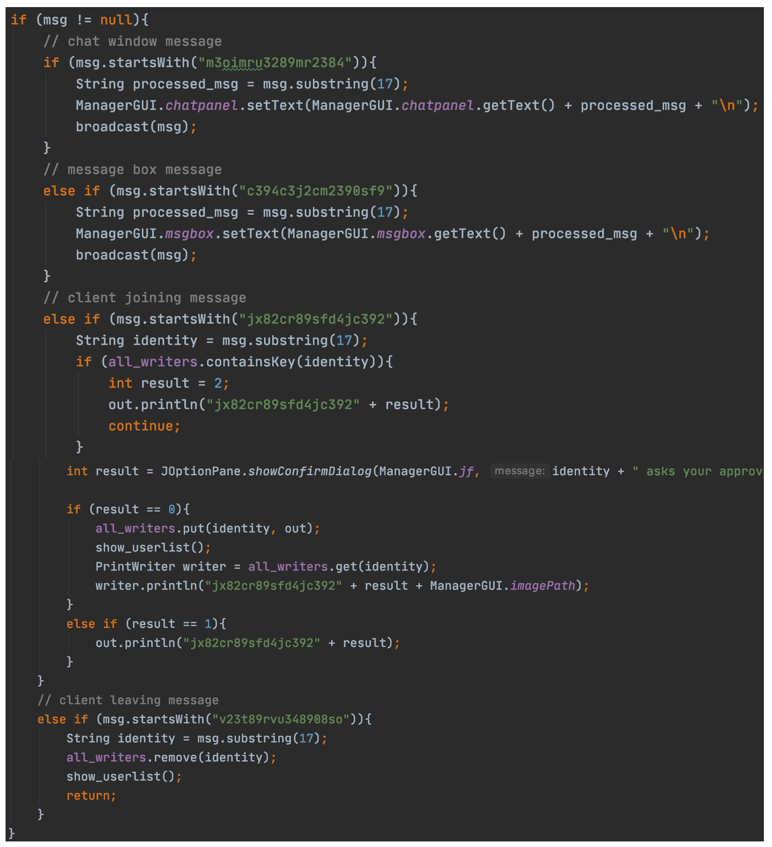 if (msg != null){
// chat window message
if (msg.startsWith("m3oimru3289mr2384")){
String processed_msg = msg.substring(17);
ManagerGUI.chatpanel.setText(ManagerGUI.chatpanel.getText() + processed_msg + "\n");
broadcast(msg);
}
// message box message
else if (msg.startsWith("c394c3j2cm2390sf9")){
String processed_msg = msg.substring(17);
ManagerGUI.msgbox.setText(ManagerGUI.msgbox.getText() + processed_msg + "\n");
broadcast(msg);
}
// client joining message
else if (msg.startsWith("jx82cr89sfd4jc392")){
String identity = msg.substring(17);
if (all_writers.containsKey(identity)){
int result = 2;
out.println("jx82cr89sfd4jc392" + result);
continue;
}
int result = JOptionPane.showConfirmDialog(ManagerGUI.jf, message: identity + " asks your approv
if (result == 0){
all_writers.put(identity, out);
show_userlist();
PrintWriter writer = all_writers.get(identity);
writer.println("jx82cr89sfd4jc392" + result + ManagerGUI.imagePath);
}
else if (result == 1){
out.println("jx82cr89sfd4jc392" + result);
}
}
// client leaving message
else if (msg.startsWith("v23t89rvu348908so")){
String identity = msg.substring(17);
all_writers.remove(identity);
show_userlist();
return;
}
}